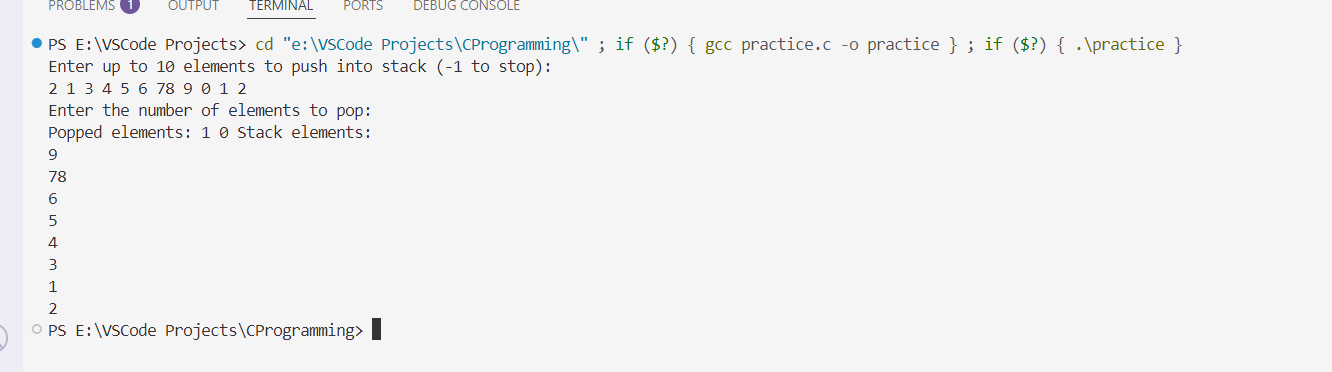 PROBLEMS 1 OUTPUT TERMINAL PORTS DEBUG CONSOLE
PS E:\VSCode Projects> cd "e:\VSCode Projects\CProgramming\" ; if ($?) { gcc practice.c -o practice } ; if ($?) { .\practice }
Enter up to 10 elements to push into stack (-1 to stop):
2 1 3 4 5 6 78 9 0 1 2
Enter the number of elements to pop:
Popped elements: 1 0 Stack elements:
9
78
6
5
4
3
1
2
PS E:\VSCode Projects\CProgramming>